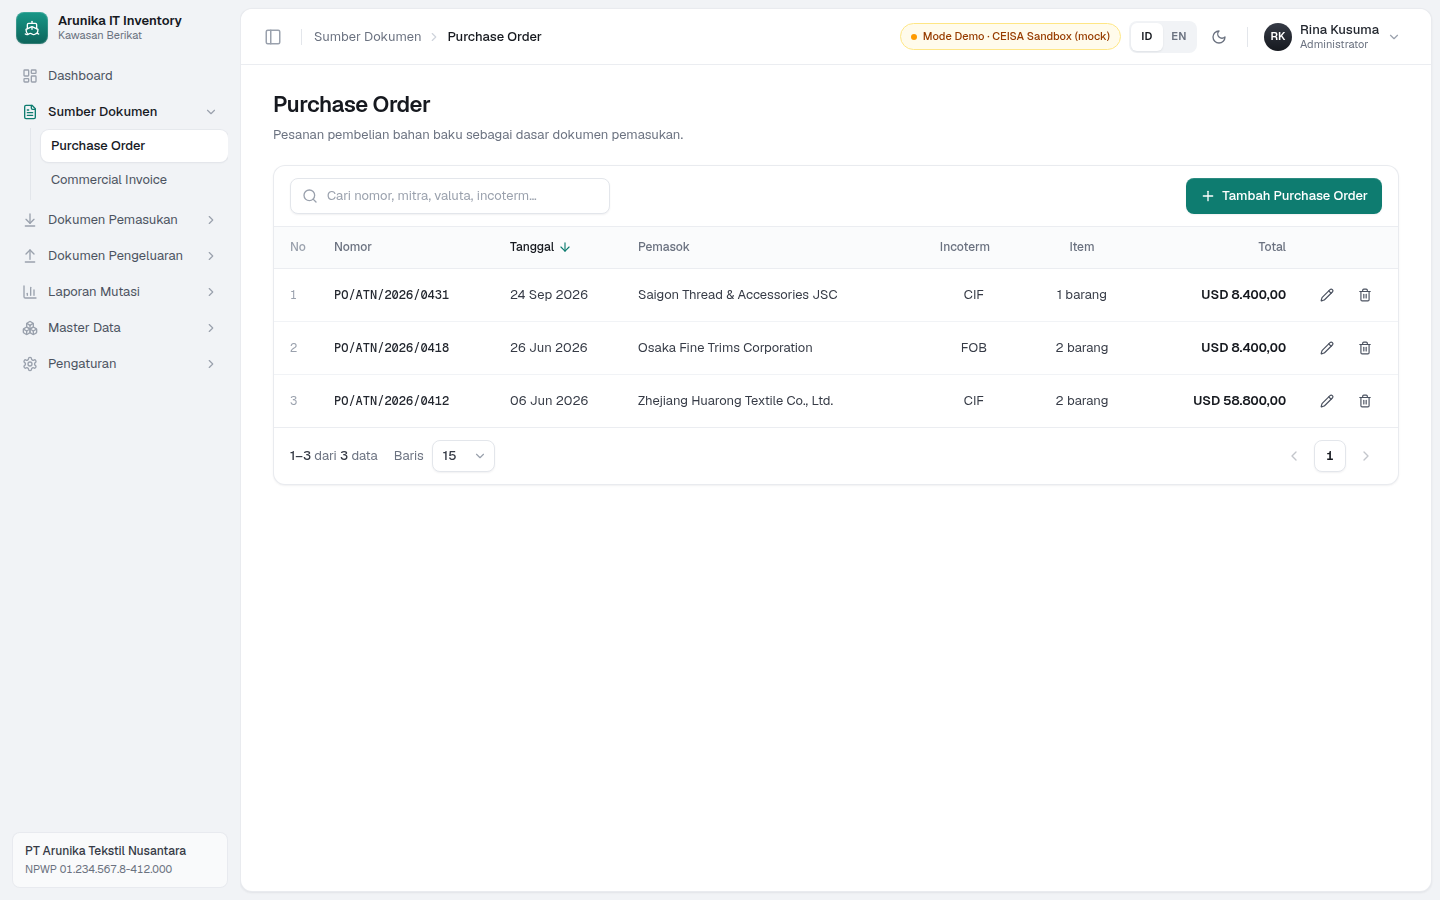 Arunika IT Inventory
Kawasan Berikat
Dashboard
Sumber Dokumen
Purchase Order
Commercial Invoice
Dokumen Pemasukan
Dokumen Pengeluaran
Laporan Mutasi
Master Data
Pengaturan
PT Arunika Tekstil Nusantara
NPWP 01.234.567.8-412.000
Sumber Dokumen Purchase Order
Mode Demo · CEISA Sandbox (mock)
ID EN
RK
Rina Kusuma
Administrator
Purchase Order
Pesanan pembelian bahan baku sebagai dasar dokumen pemasukan.
Cari nomor, mitra, valuta, incoterm...
Tambah Purchase Order
No Nomor Tanggal Pemasok Incoterm Item Total
1 PO/ATN/2026/0431 24 Sep 2026 Saigon Thread & Accessories JSC CIF 1 barang USD 8.400,00
2 PO/ATN/2026/0418 26 Jun 2026 Osaka Fine Trims Corporation FOB 2 barang USD 8.400,00
3 PO/ATN/2026/0412 06 Jun 2026 Zhejiang Huarong Textile Co., Ltd. CIF 2 barang USD 58.800,00
1–3 dari 3 data Baris 15 1